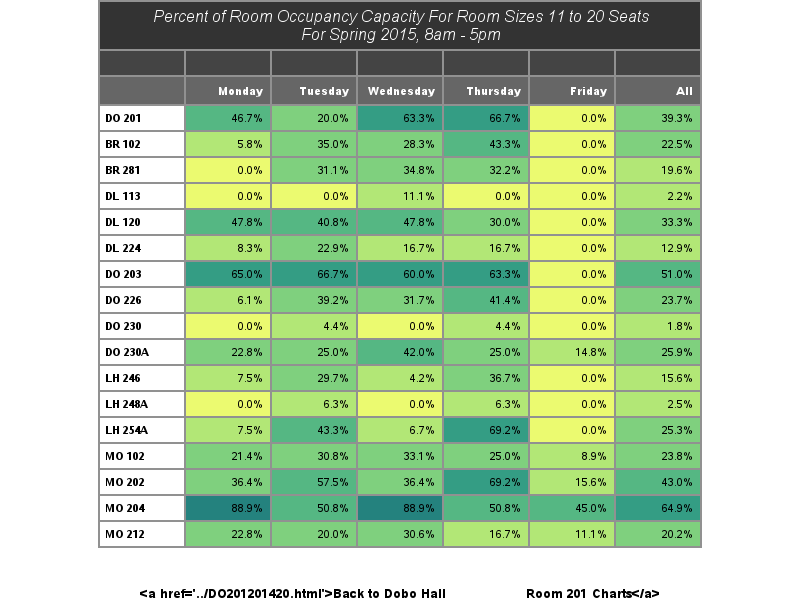 Percent of Room Occupancy Capacity For Room Sizes 11 to 20 Seats
For Spring 2015, 8am - 5pm
Monday Tuesday Wednesday Thursday Friday All
DO 201 46.7% 20.0% 63.3% 66.7% 0.0% 39.3%
BR 102 5.8% 35.0% 28.3% 43.3% 0.0% 22.5%
BR 281 0.0% 31.1% 34.8% 32.2% 0.0% 19.6%
DL 113 0.0% 0.0% 11.1% 0.0% 0.0% 2.2%
DL 120 47.8% 40.8% 47.8% 30.0% 0.0% 33.3%
DL 224 8.3% 22.9% 16.7% 16.7% 0.0% 12.9%
DO 203 65.0% 66.7% 60.0% 63.3% 0.0% 51.0%
DO 226 6.1% 39.2% 31.7% 41.4% 0.0% 23.7%
DO 230 0.0% 4.4% 0.0% 4.4% 0.0% 1.8%
DO 230A 22.8% 25.0% 42.0% 25.0% 14.8% 25.9%
LH 246 7.5% 29.7% 4.2% 36.7% 0.0% 15.6%
LH 248A 0.0% 6.3% 0.0% 6.3% 0.0% 2.5%
LH 254A 7.5% 43.3% 6.7% 69.2% 0.0% 25.3%
MO 102 21.4% 30.8% 33.1% 25.0% 8.9% 23.8%
MO 202 36.4% 57.5% 36.4% 69.2% 15.6% 43.0%
MO 204 88.9% 50.8% 88.9% 50.8% 45.0% 64.9%
MO 212 22.8% 20.0% 30.6% 16.7% 11.1% 20.2%
<a href='../DO201201420.html'>Back to Dobo Hall Room 201 Charts</a>